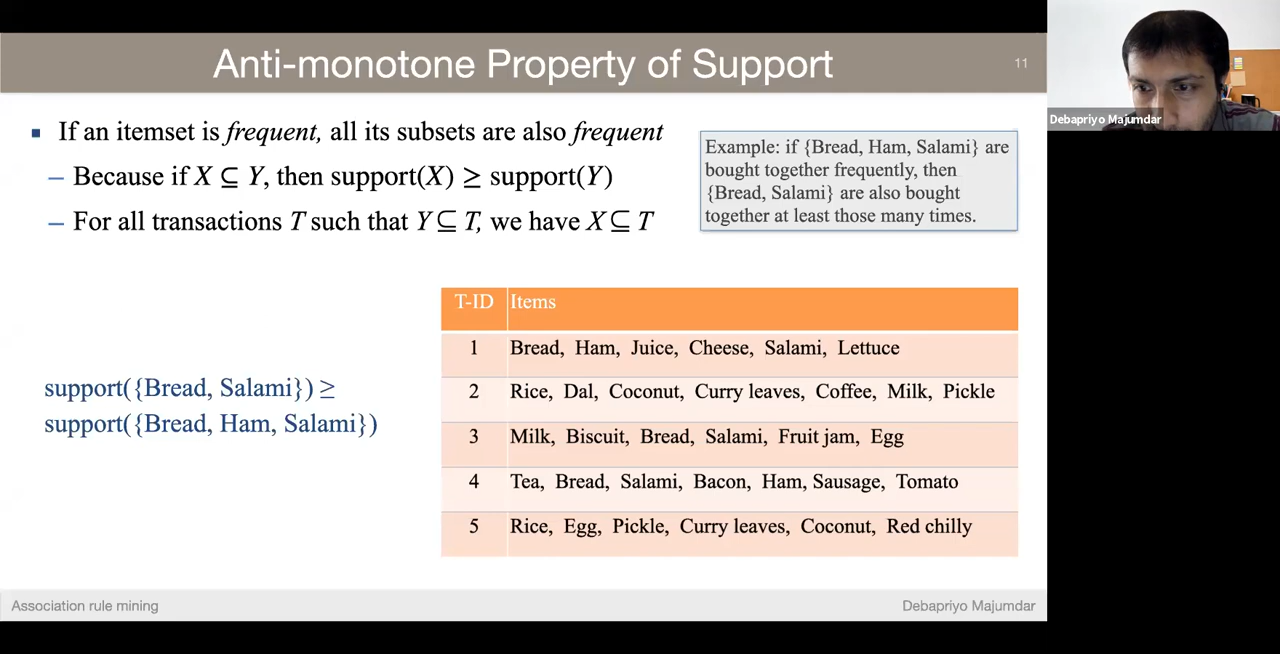 Anti-monotone Property of Support
11
▪ If an itemset is frequent, all its subsets are also frequent
– Because if X ⊆ Y, then support(X) ≥ support(Y)
– For all transactions T such that Y ⊆ T, we have X ⊆ T
Example: if {Bread, Ham, Salami} are
bought together frequently, then
{Bread, Salami} are also bought
together at least those many times.
support({Bread, Salami}) ≥
support({Bread, Ham, Salami})
T-ID Items
1 Bread, Ham, Juice, Cheese, Salami, Lettuce
2 Rice, Dal, Coconut, Curry leaves, Coffee, Milk, Pickle
3 Milk, Biscuit, Bread, Salami, Fruit jam, Egg
4 Tea, Bread, Salami, Bacon, Ham, Sausage, Tomato
5 Rice, Egg, Pickle, Curry leaves, Coconut, Red chilly
Association rule mining
Debapriyo Majumdar
Debapriyo Majumdar